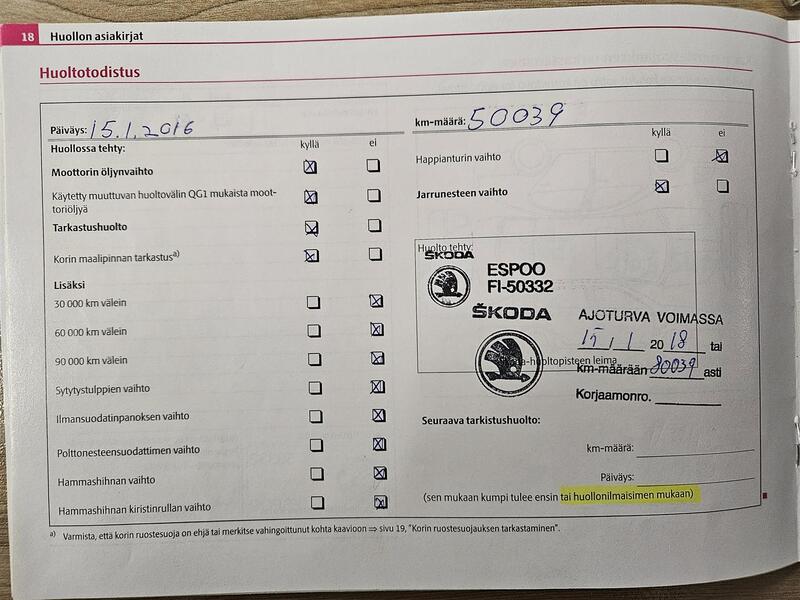 18 Huollon asiakirjat
Huoltotodistus
Päiväys: 15.1.2016
Huollossa tehty: kyllä ei
Moottorin öljynvaihto
Käytetty muuttuvan huoltovälin QG1 mukaista moot-
toriöljyä
Tarkastushuolto
Korin maalipinnan tarkastus a)
Lisäksi
30 000 km välein
60 000 km välein
90 000 km välein
Sytytystulppien vaihto
Ilmansuodatinpanoksen vaihto
Polttonesteensuodattimen vaihto
Hammashihnan vaihto
Hammashihnan kiristinrullan vaihto
km-määrä: 50039
kyllä ei
Happianturin vaihto
Jarrunesteen vaihto
Huolto tehty:
ŠKODA
ESPOO
FI-50332
ŠKODA
AJOTURVA VOIMASSA
15, 1 2018 tai
km-määrään 80039 asti
-huoltopisteen leima
Korjaamonro.
Seuraava tarkistushuolto:
km-määrä:
Päiväys:
(sen mukaan kumpi tulee ensin tai huollonilmaisimen mukaan)
a) Varmista, että korin ruostesuoja on ehjä tai merkitse vahingoittunut kohta kaavioon ⇒ sivu 19, "Korin ruostesuojauksen tarkastaminen".